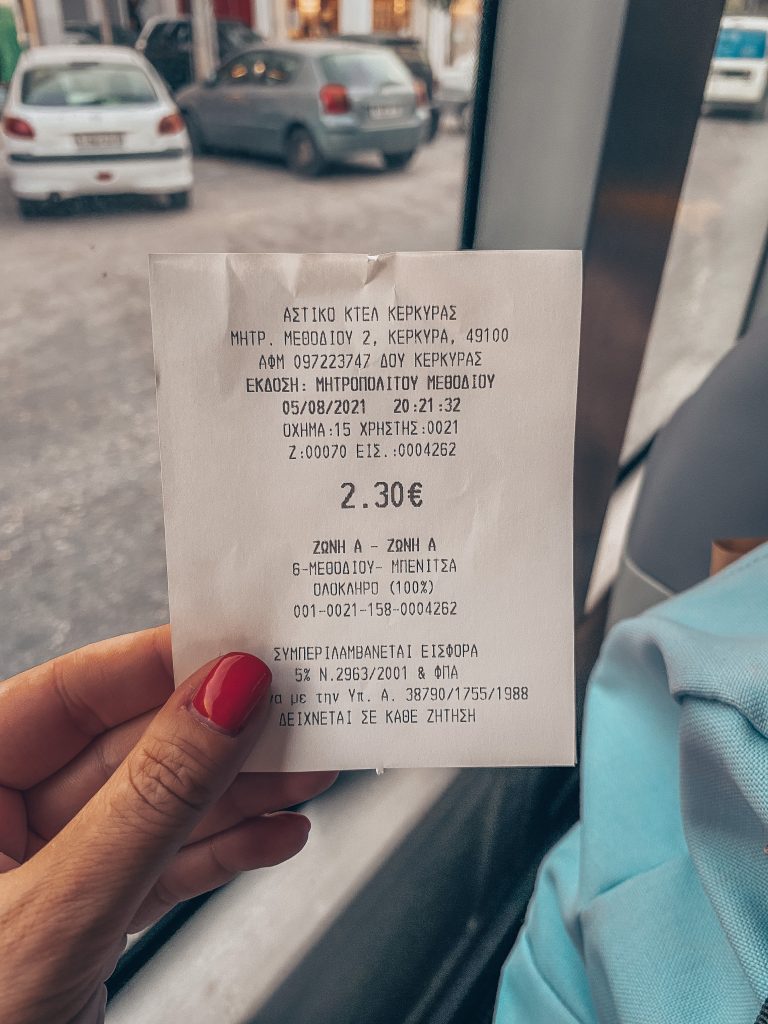 ΑΣΤΙΚΟ ΚΤΕΛ ΚΕΡΚΥΡΑΣ
ΜΗΤΡ. ΜΕΘΟΔΙΟΥ 2, ΚΕΡΚΥΡΑ, 49100
ΑΦΜ 097223747 ΔΟΥ ΚΕΡΚΥΡΑΣ
ΕΚΔΟΣΗ: ΜΗΤΡΟΠΟΛΙΤΟΥ ΜΕΘΟΔΙΟΥ
05/08/2021 20:21:32
ΟΧΗΜΑ:15 ΧΡΗΣΤΗΣ:0021
Ζ:00070 ΕΙΣ.:0004262
2.30€
ΖΩΝΗ Α - ΖΩΝΗ Α
6-ΜΕΘΟΔΙΟΥ- ΜΠΕΝΙΤΣΑ
ΟΛΟΚΛΗΡΟ (100%)
001-0021-158-0004262
ΣΥΜΠΕΡΙΛΑΜΒΑΝΕΤΑΙ ΕΙΣΦΟΡΑ
5% Ν.2963/2001 & ΦΠΑ
με την Υπ. Α. 38790/1755/1988
ΔΕΙΧΝΕΤΑΙ ΣΕ ΚΑΘΕ ΖΗΤΗΣΗ